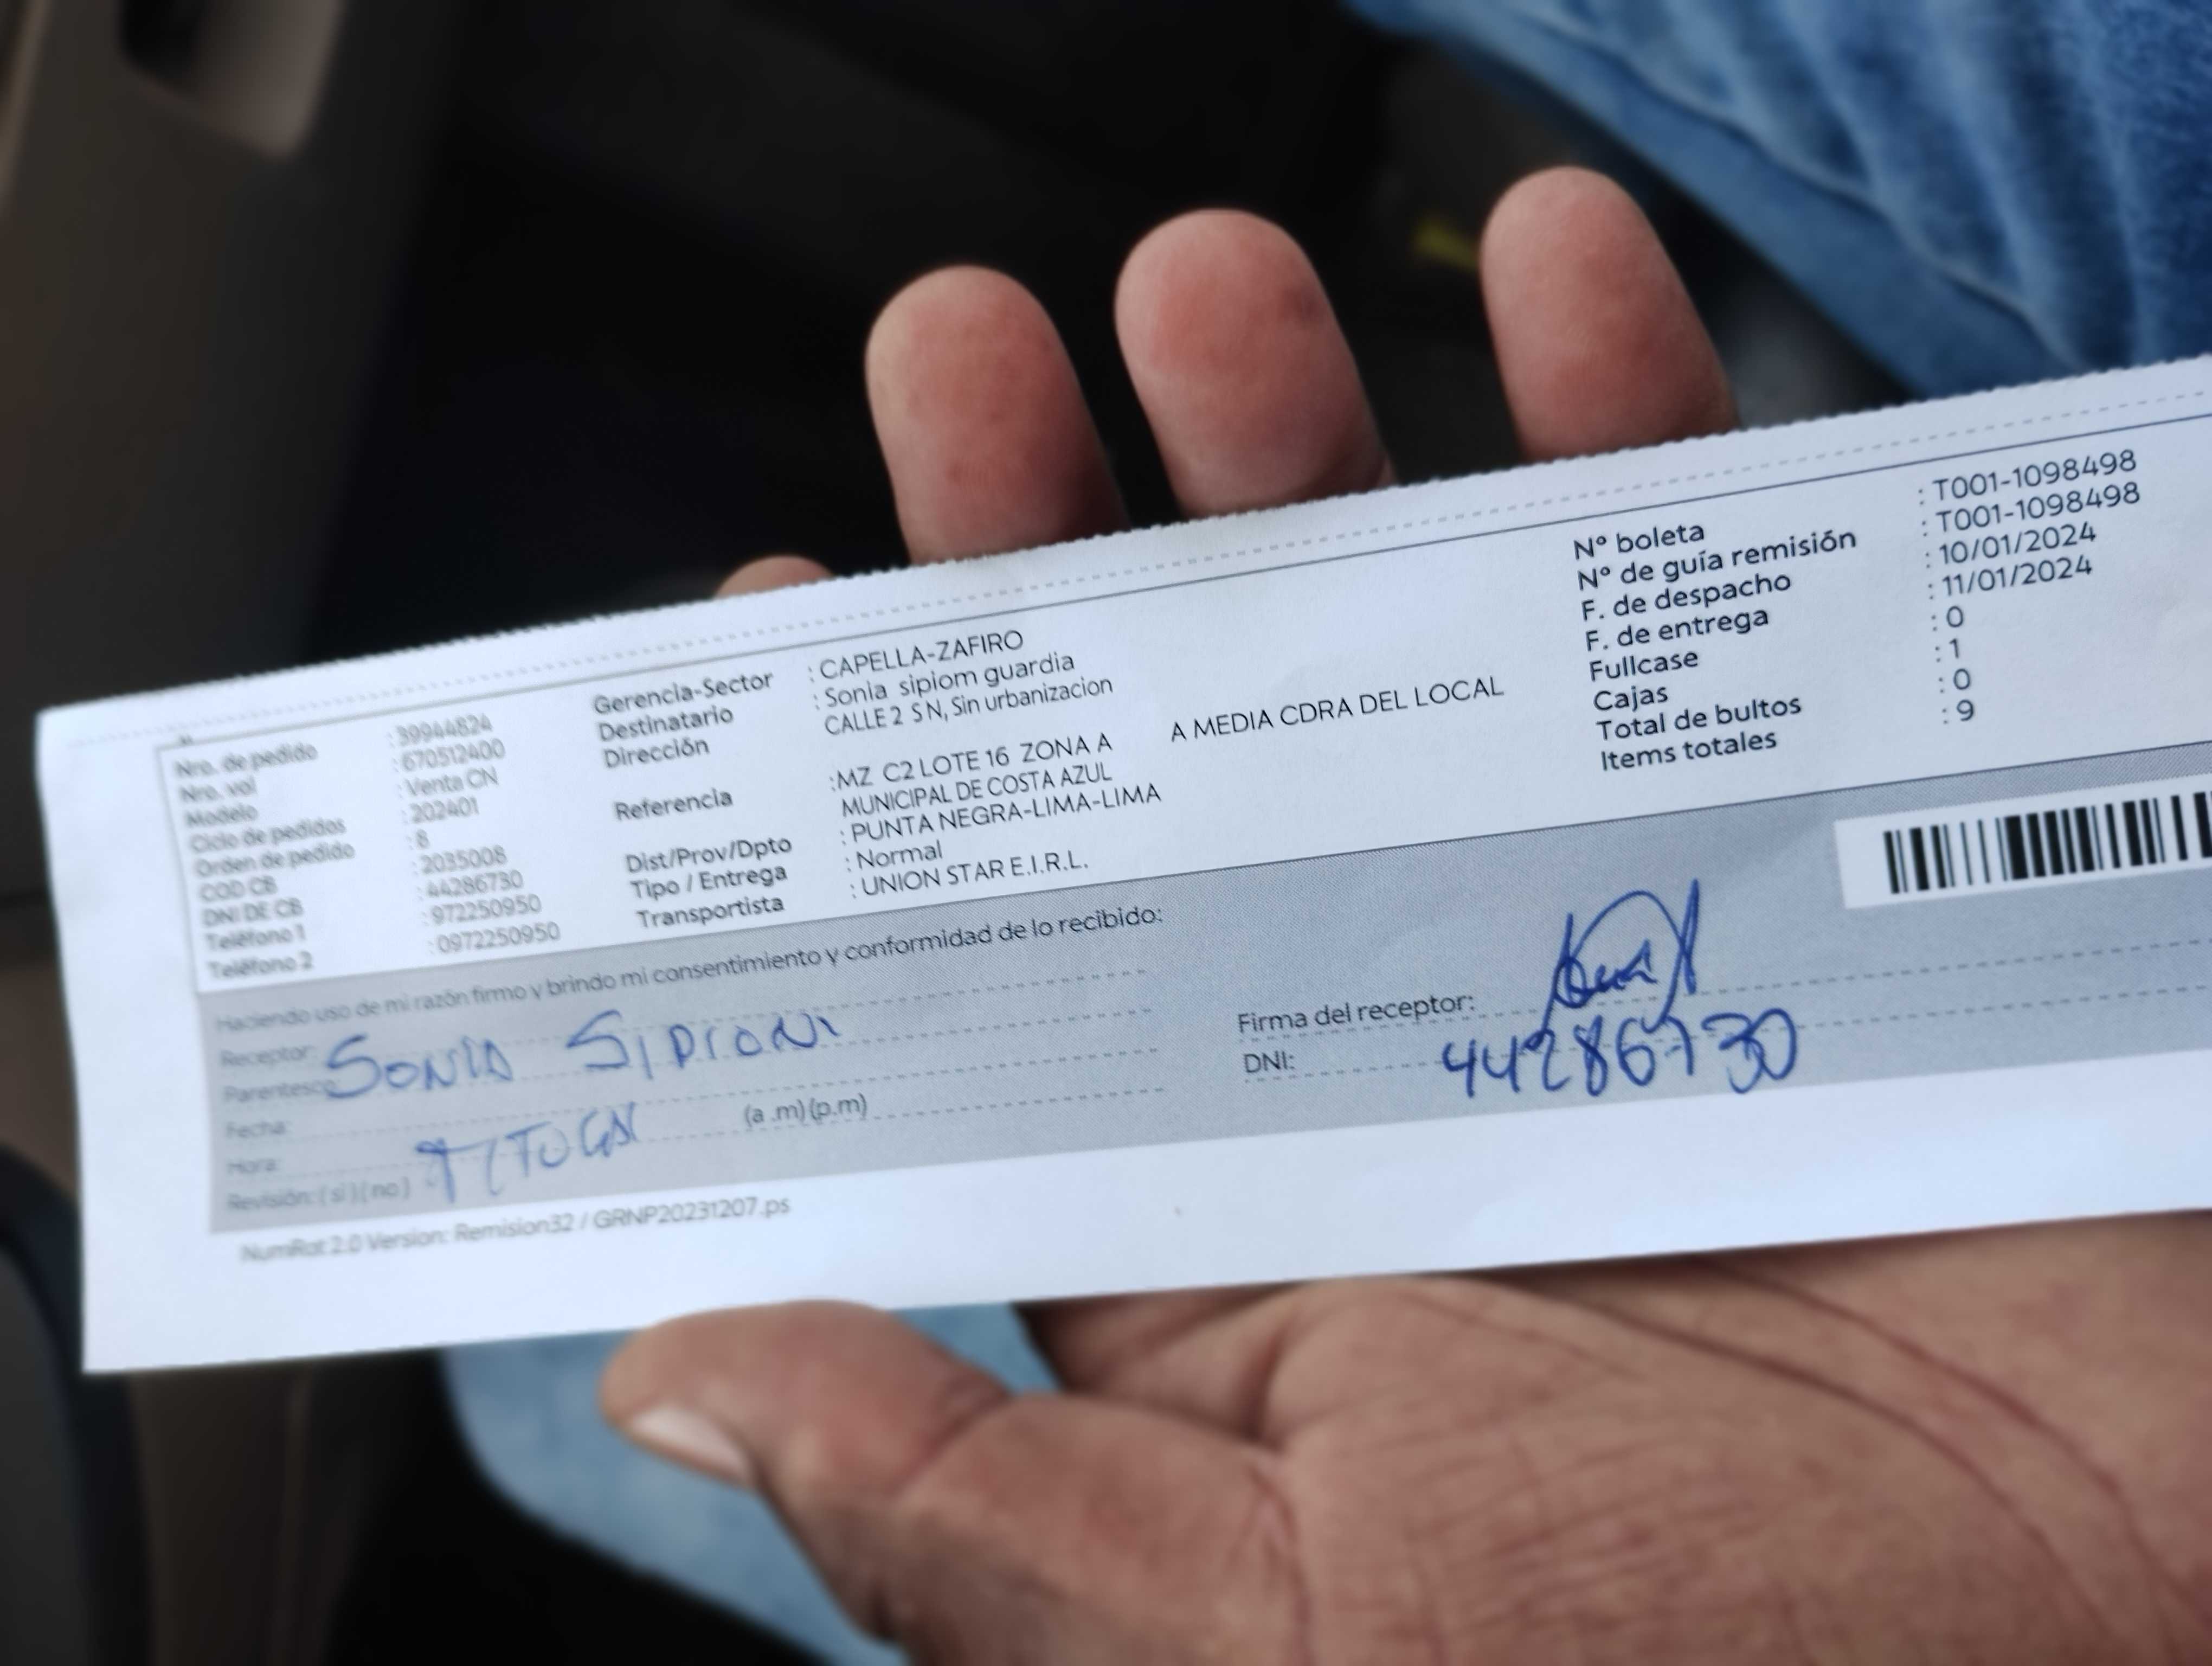 Nro. de pedido : 39944824
Nro. vol : 670512400
Modelo : Venta CN
Ciclo de pedidos : 202401
Orden de pedido : 8
COD CB : 2035008
DNI DE CB : 44286730
Teléfono 1 : 972250950
Teléfono 2 : 0972250950
Gerencia-Sector : CAPELLA-ZAFIRO
Destinatario : Sonia sipiom guardia
Dirección CALLE 2 S N, Sin urbanizacion
Referencia : MZ C2 LOTE 16 ZONA A A MEDIA CDRA DEL LOCAL
MUNICIPAL DE COSTA AZUL
Dist/Prov/Dpto : PUNTA NEGRA-LIMA-LIMA
Tipo / Entrega : Normal
Transportista : UNION STAR E.I.R.L.
Nº boleta : T001-1098498
Nº de guía remisión : T001-1098498
F. de despacho : 10/01/2024
F. de entrega : 11/01/2024
Fullcase : 0
Cajas : 1
Total de bultos : 0
Items totales : 9
Haciendo uso de mi razón firmo y brindo mi consentimiento y conformidad de lo recibido:
Receptor: SONIA SIPIOM
Parentesco:
Fecha:
Hora: (a .m) (p.m)
Revisión: ( si ) ( no )
Firma del receptor:
DNI: 44286730
NumRot 2.0 Version: Remision32 / GRNP20231207.ps